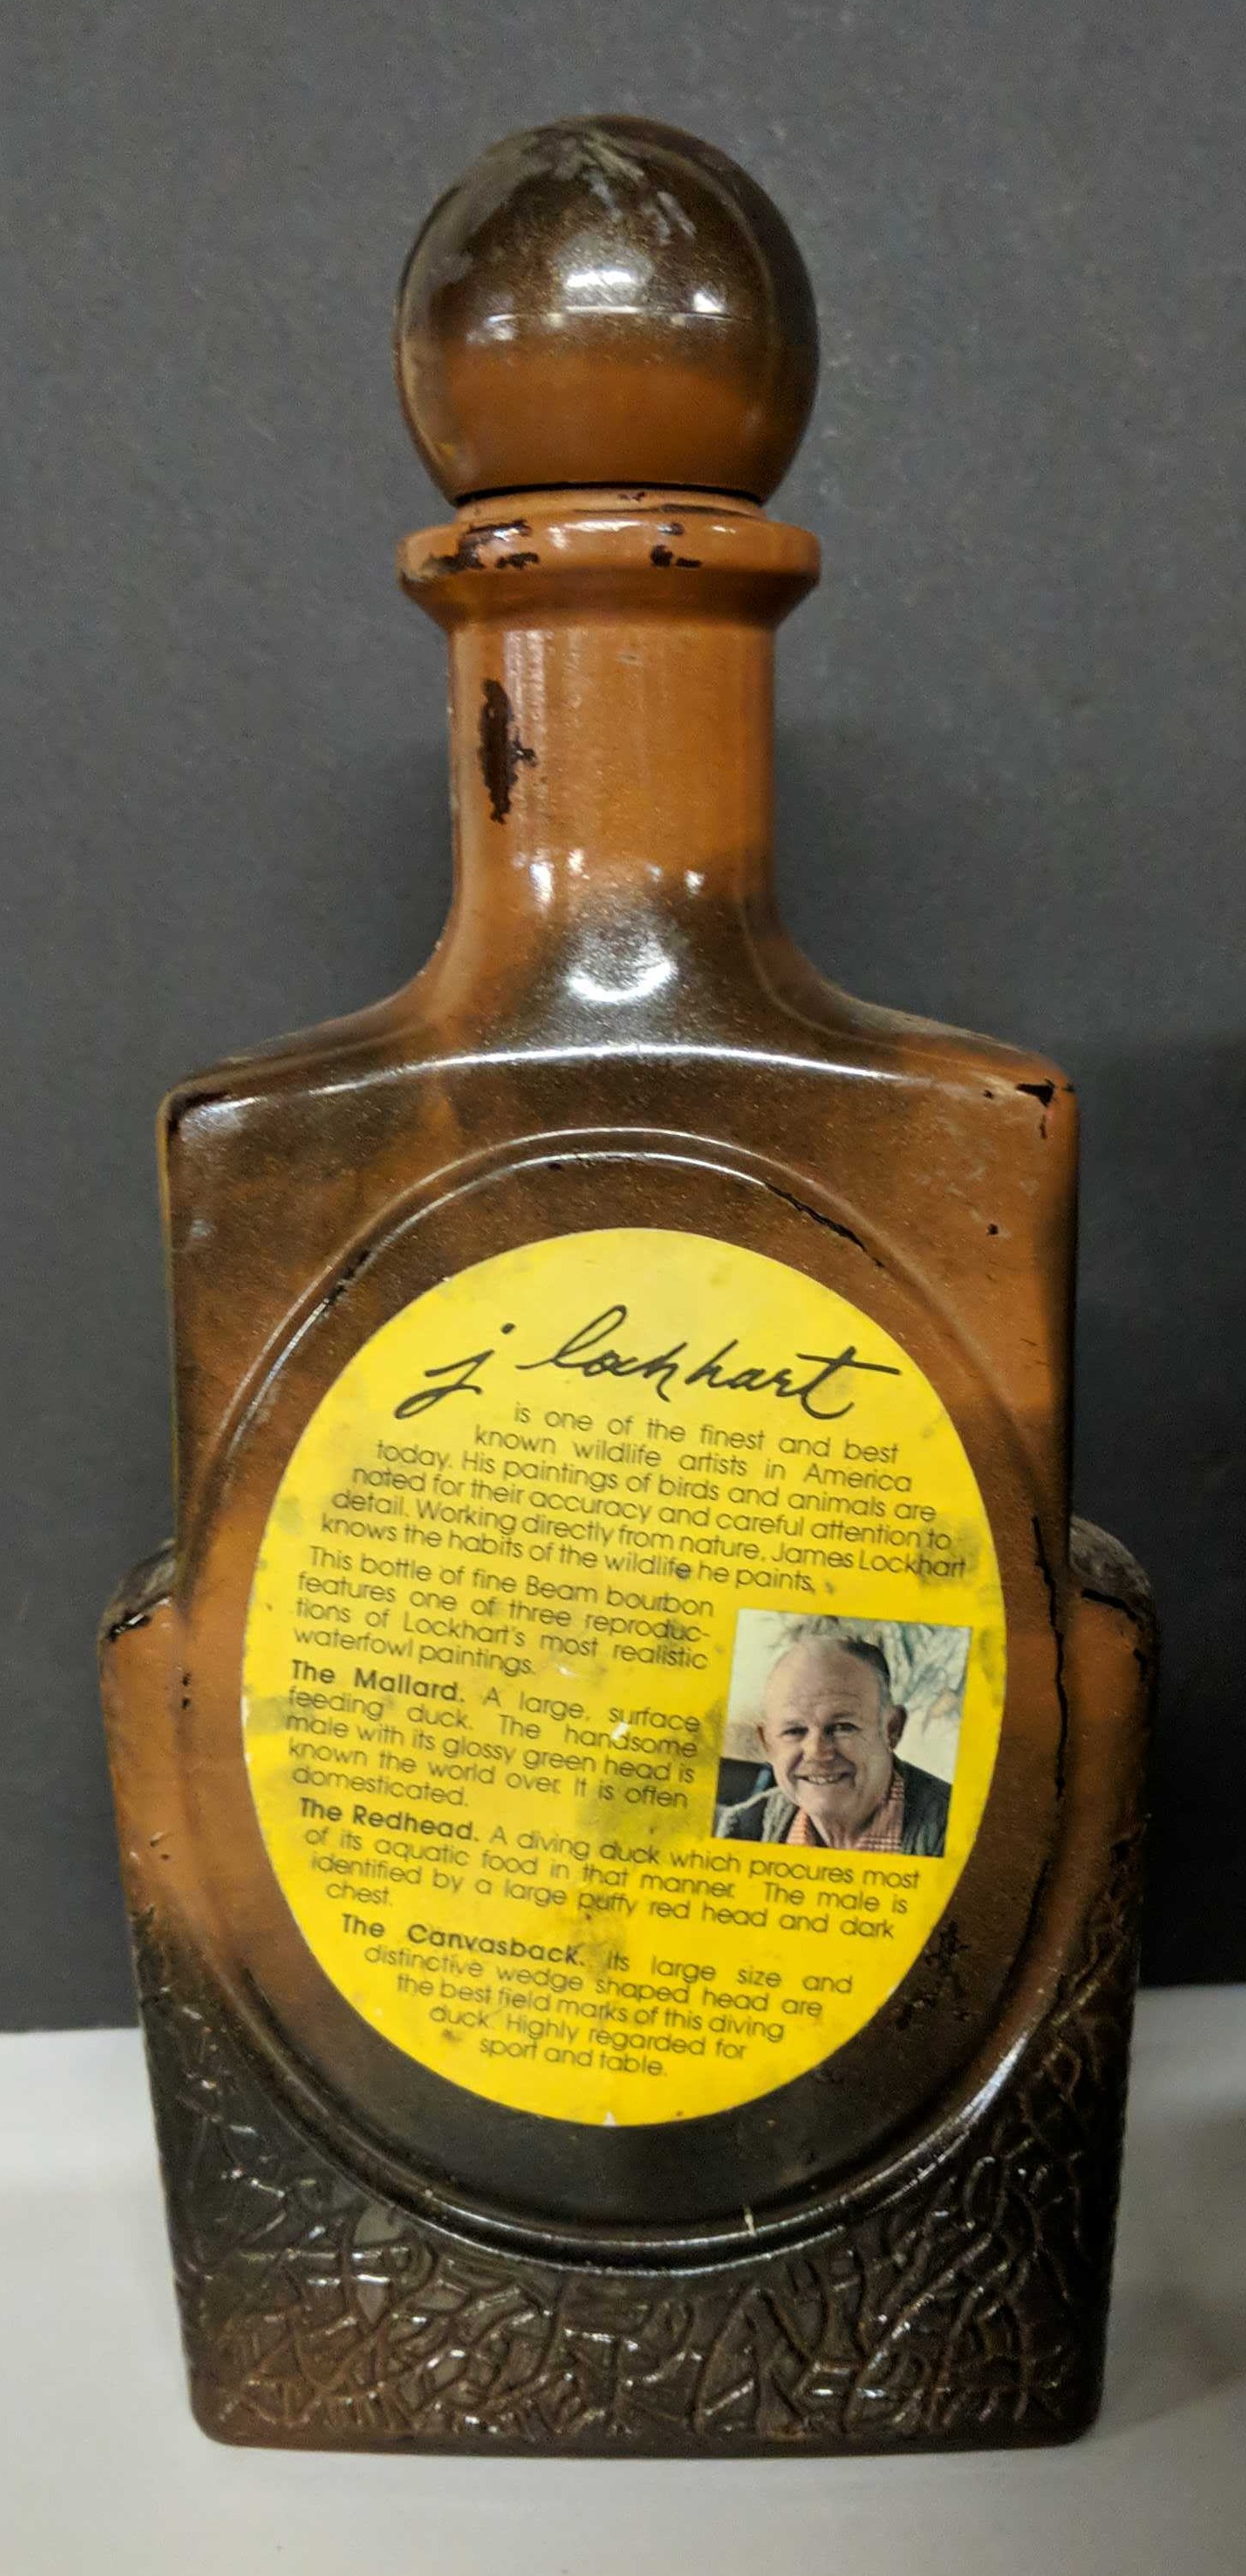 j lockhart
is one of the finest and best
known wildlife artists in America
today. His paintings of birds and animals are
noted for their accuracy and careful attention to
detail. Working directly from nature, James Lockhart
knows the habits of the wildlife he paints.
This bottle of fine Beam bourbon
features one of three reproduc-
tions of Lockhart's most realistic
waterfowl paintings.
The Mallard. A large, surface
feeding duck. The handsome
male with its glossy green head is
known the world over. It is often
domesticated.
The Redhead. A diving duck which procures most
of its aquatic food in that manner. The male is
identified by a large puffy red head and dark
chest.
The Canvasback. Its large size and
distinctive wedge shaped head are
the best field marks of this diving
duck. Highly regarded for
sport and table.